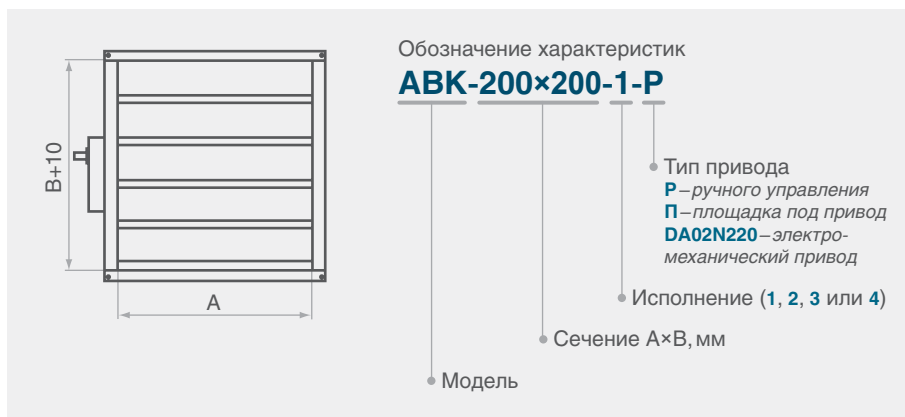 Обозначение характеристик
АВК-200×200-1-Р
B+10
A
Тип привода
Р–ручного управления
П–площадка под привод
DA02N220–электро-
механический привод
Исполнение (1, 2, 3 или 4)
Сечение А×В, мм
Модель